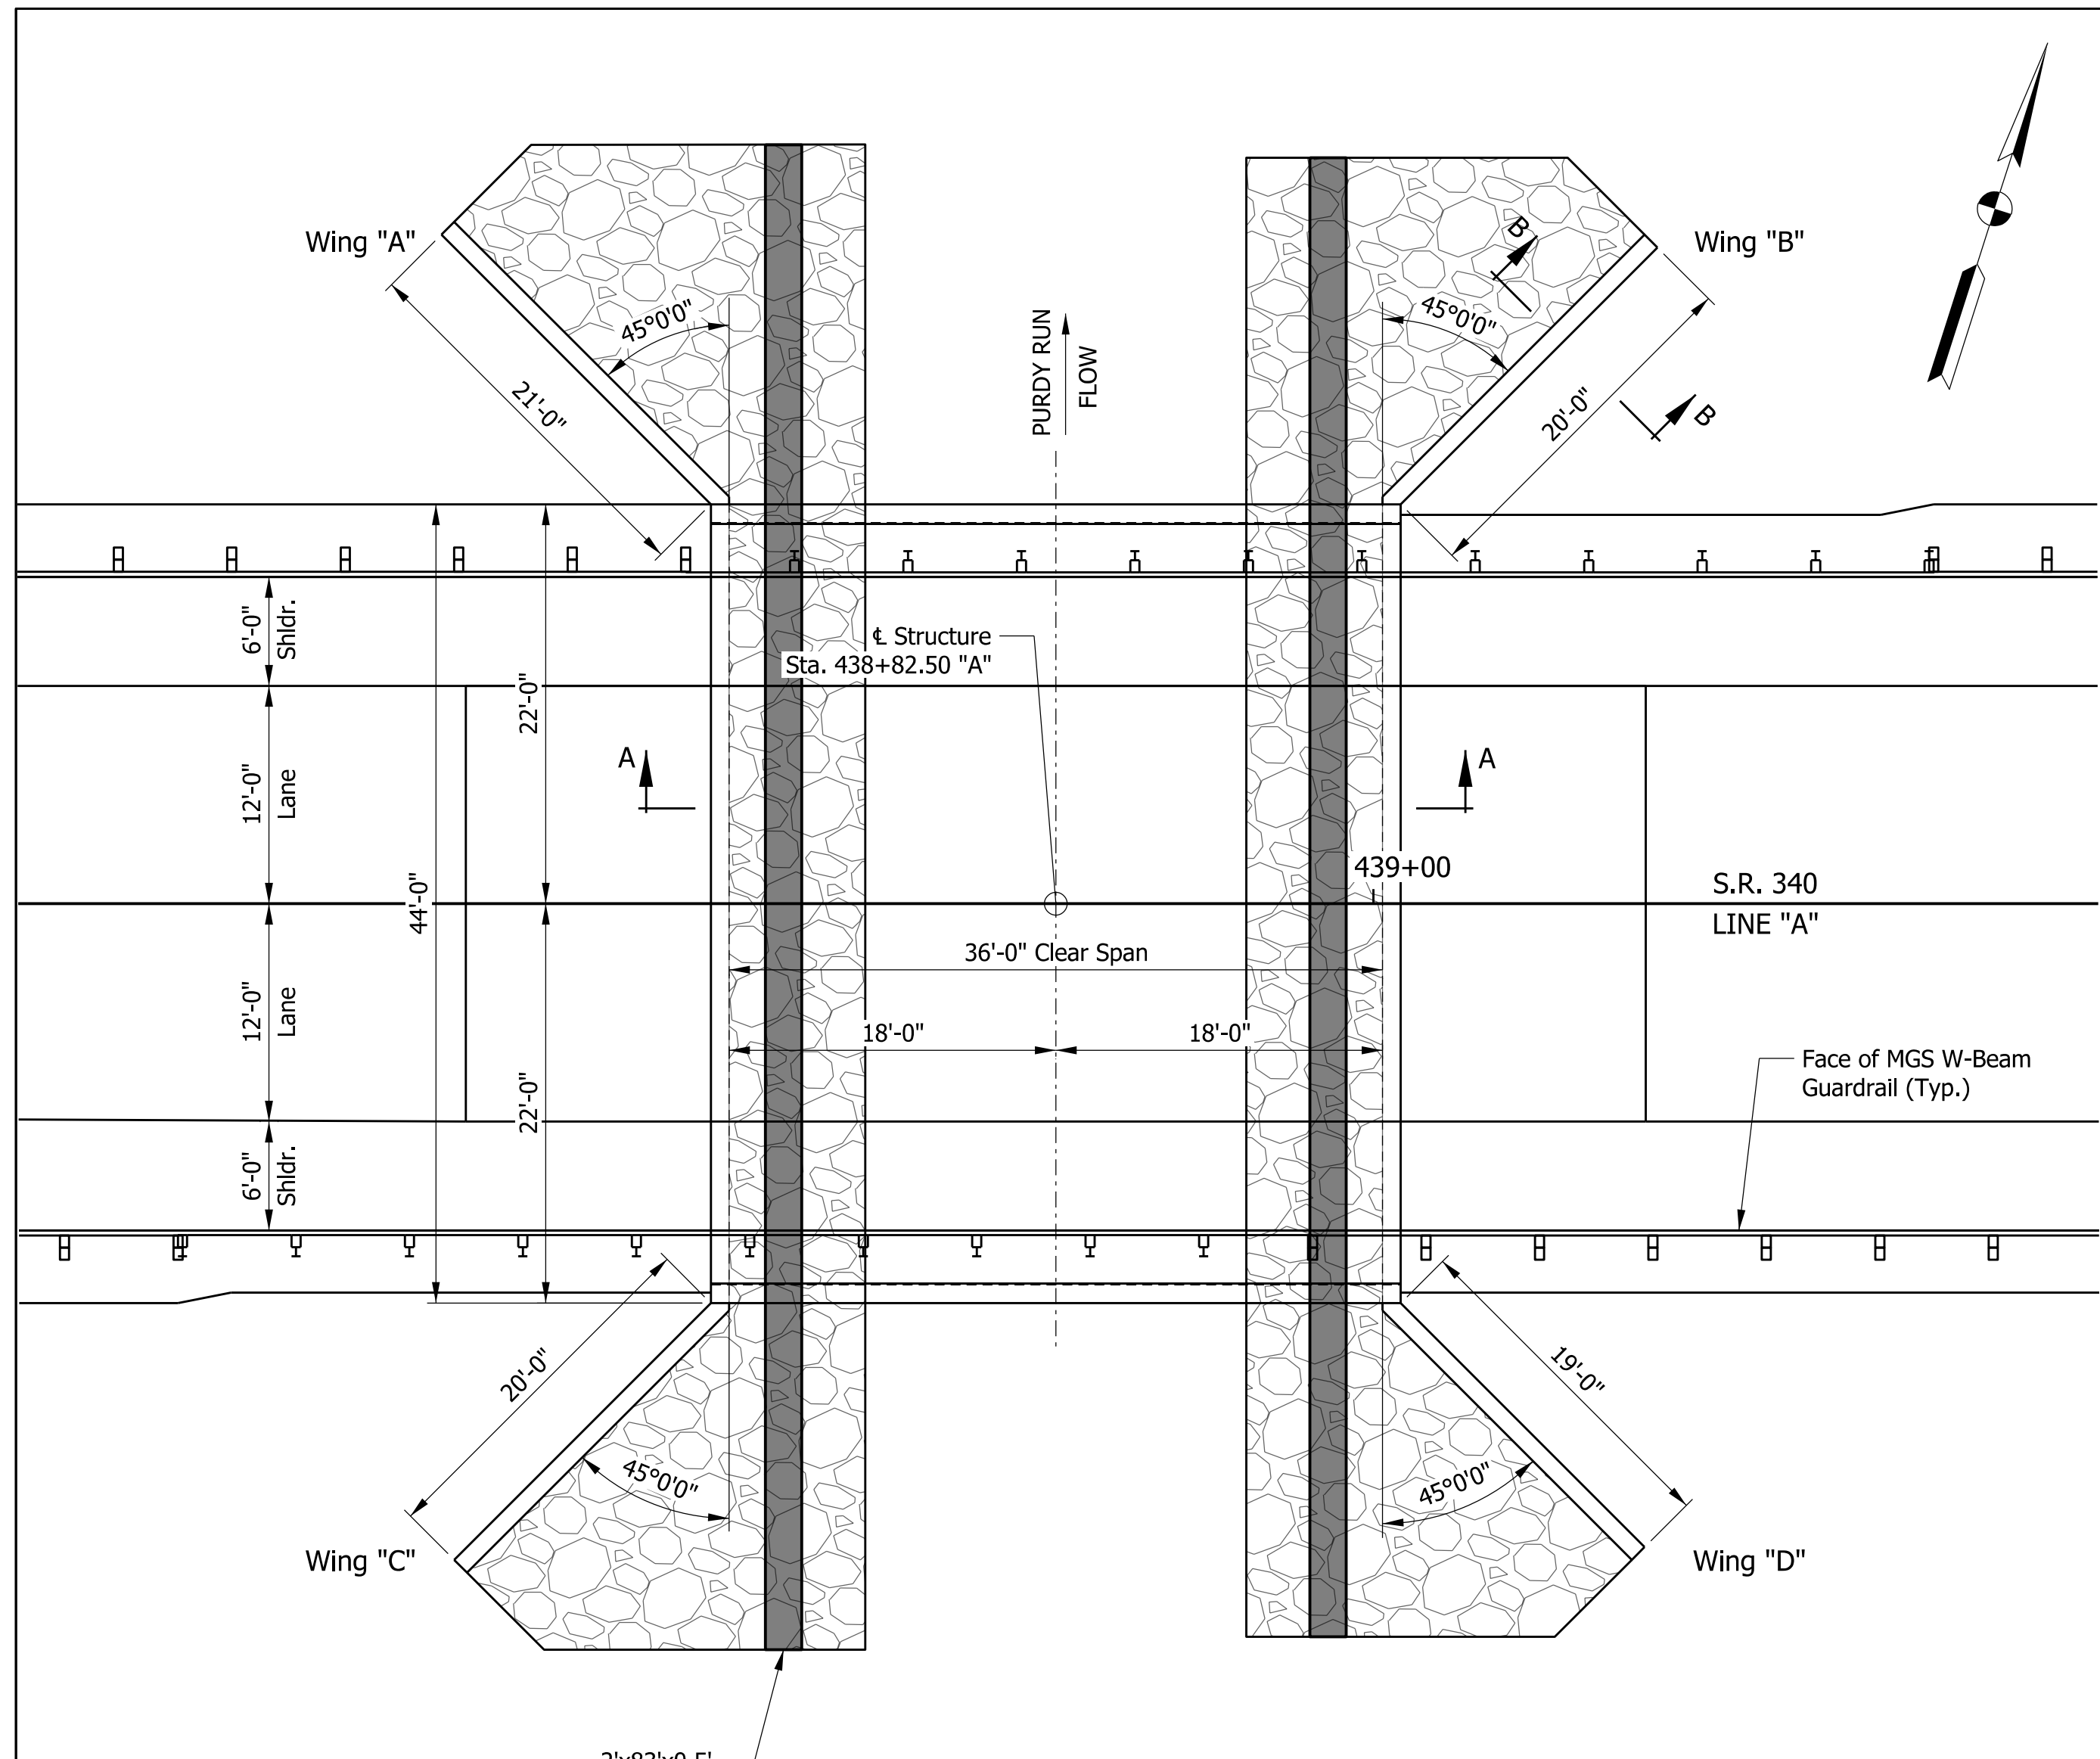 Wing "A"
Wing "B"
45°0'0"
45°0'0"
B
B
21'-0"
20'-0"
PURDY RUN
FLOW
6'-0"
Shldr.
℄ Structure
Sta. 438+82.50 "A"
22'-0"
12'-0"
Lane
A
A
44'-0"
439+00
S.R. 340
LINE "A"
36'-0" Clear Span
12'-0"
Lane
18'-0"
18'-0"
22'-0"
Face of MGS W-Beam
Guardrail (Typ.)
6'-0"
Shldr.
20'-0"
19'-0"
45°0'0"
45°0'0"
Wing "C"
Wing "D"